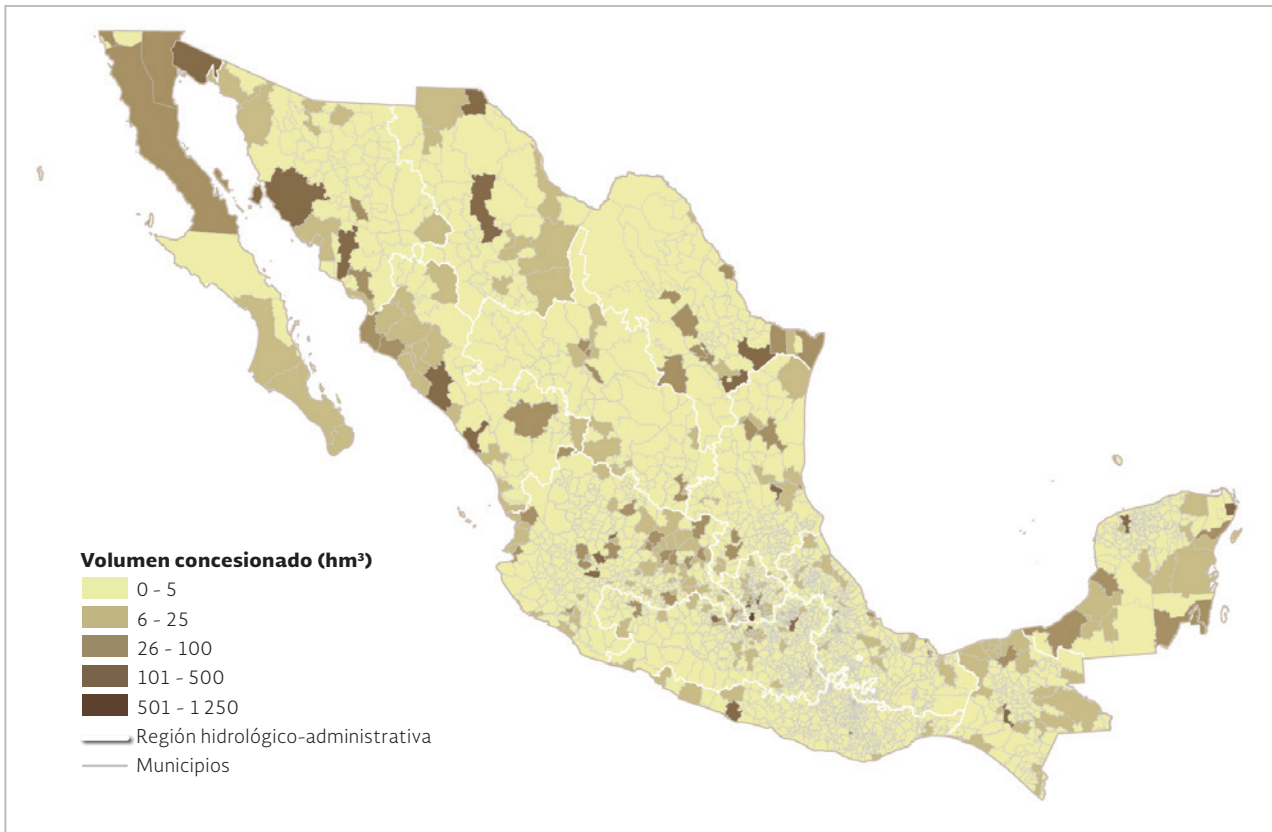 Volumen concesionado (hm³)
0 - 5
6 - 25
26 - 100
101 - 500
501 - 1 250
Región hidrológico-administrativa
Municipios